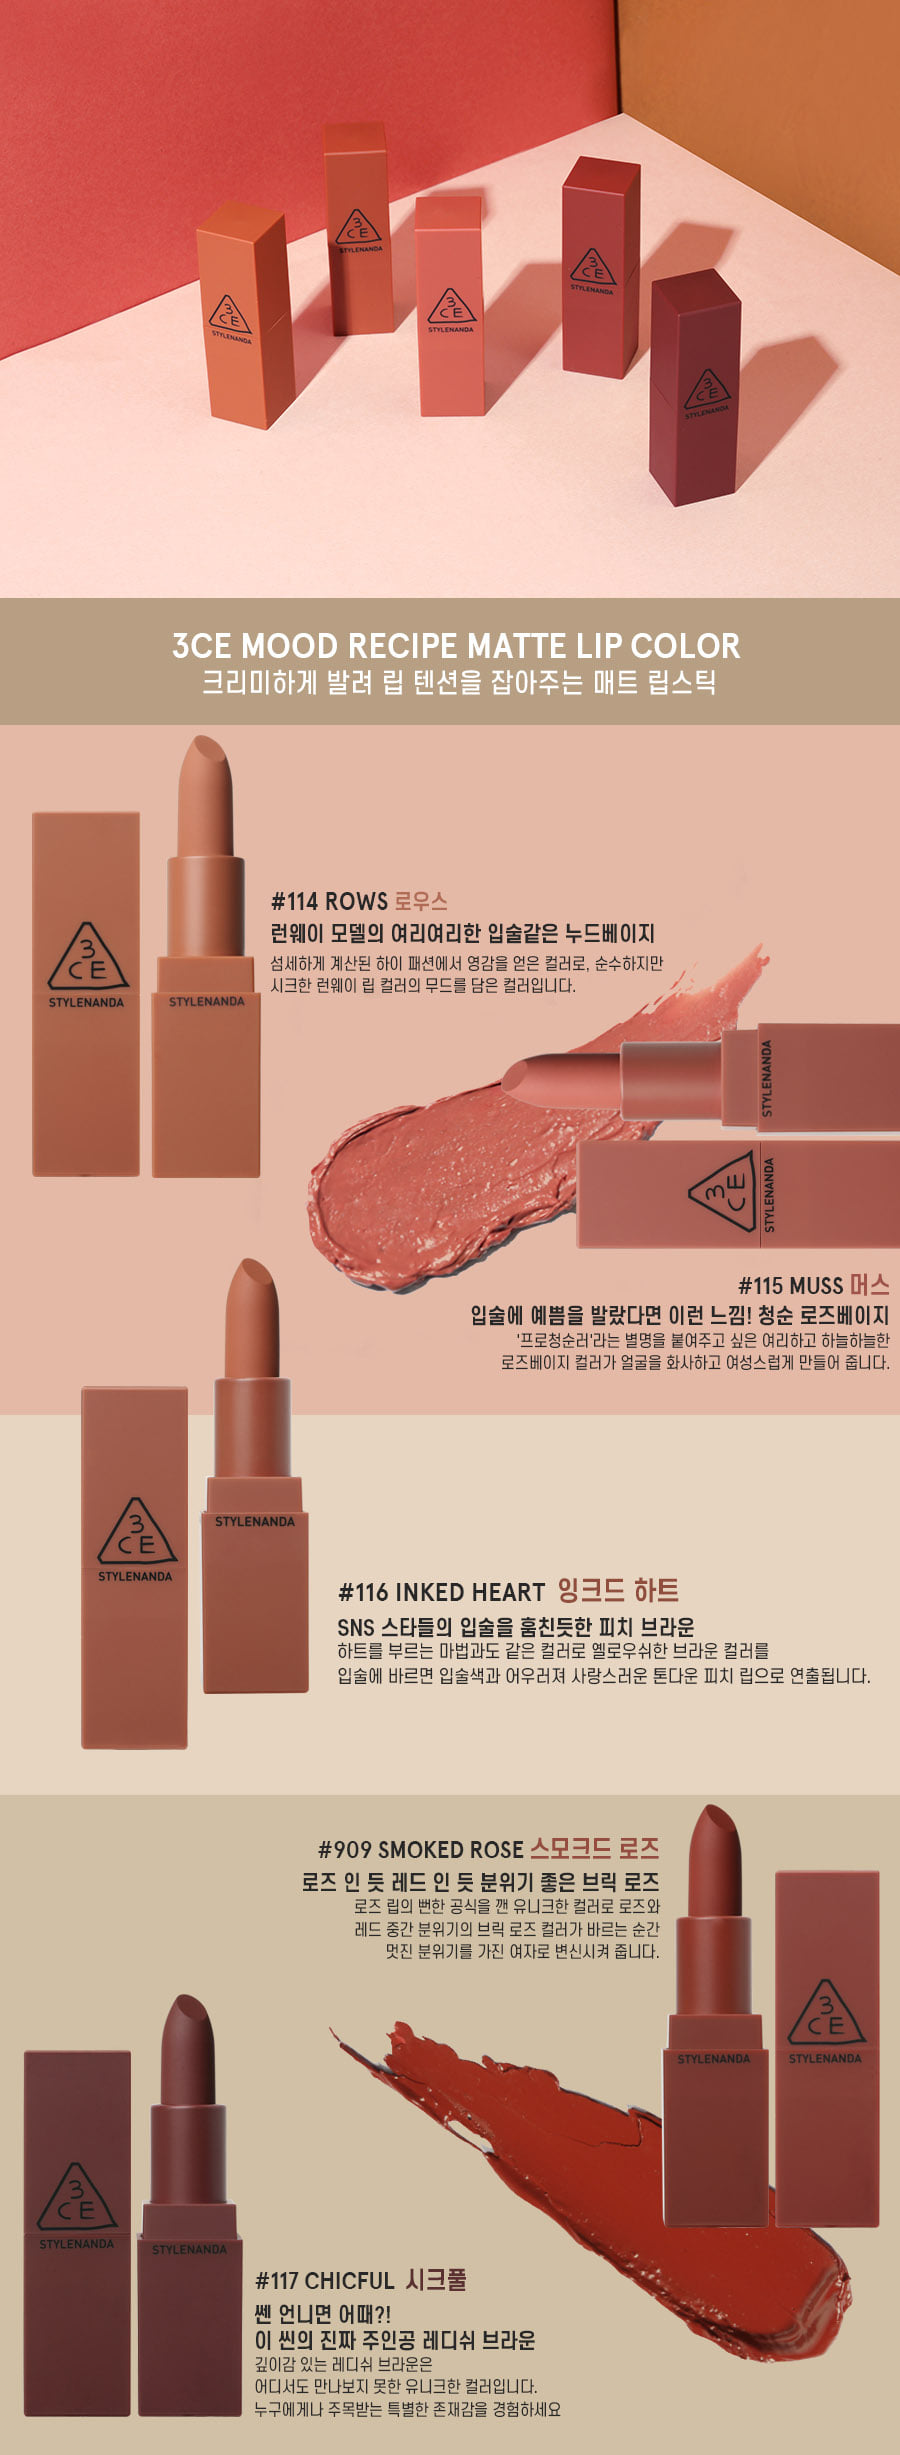 3
CE
STYLENANDA
3
CE
STYLENANDA
3
CE
STYLENANDA
3
CE
STYLENANDA
3
CE
STYLENANDA
3CE MOOD RECIPE MATTE LIP COLOR
크리미하게 발려 립 텐션을 잡아주는 매트 립스틱
3
CE
STYLENANDA
STYLENANDA
#114 ROWS 로우스
런웨이 모델의 여리여리한 입술같은 누드베이지
섬세하게 계산된 하이 패션에서 영감을 얻은 컬러로, 순수하지만
시크한 런웨이 립 컬러의 무드를 담은 컬러입니다.
STYLENANDA
3
CE
STYLENANDA
#115 MUSS 머스
입술에 예쁨을 발랐다면 이런 느낌! 청순 로즈베이지
'프로청순러'라는 별명을 붙여주고 싶은 여리하고 하늘하늘한
로즈베이지 컬러가 얼굴을 화사하고 여성스럽게 만들어 줍니다.
3
CE
STYLENANDA
STYLENANDA
#116 INKED HEART 잉크드 하트
SNS 스타들의 입술을 훔친듯한 피치 브라운
하트를 부르는 마법과도 같은 컬러로 옐로우쉬한 브라운 컬러를
입술에 바르면 입술색과 어우러져 사랑스러운 톤다운 피치 립으로 연출됩니다.
#909 SMOKED ROSE 스모크드 로즈
로즈 인 듯 레드 인 듯 분위기 좋은 브릭 로즈
로즈 립의 뻔한 공식을 깬 유니크한 컬러로 로즈와
레드 중간 분위기의 브릭 로즈 컬러가 바르는 순간
멋진 분위기를 가진 여자로 변신시켜 줍니다.
STYLENANDA
3
CE
STYLENANDA
3
CE
STYLENANDA
STYLENANDA
#117 CHICFUL 시크풀
쎈 언니면 어때?!
이 씬의 진짜 주인공 레디쉬 브라운
깊이감 있는 레디쉬 브라운은
어디서도 만나보지 못한 유니크한 컬러입니다.
누구에게나 주목받는 특별한 존재감을 경험하세요